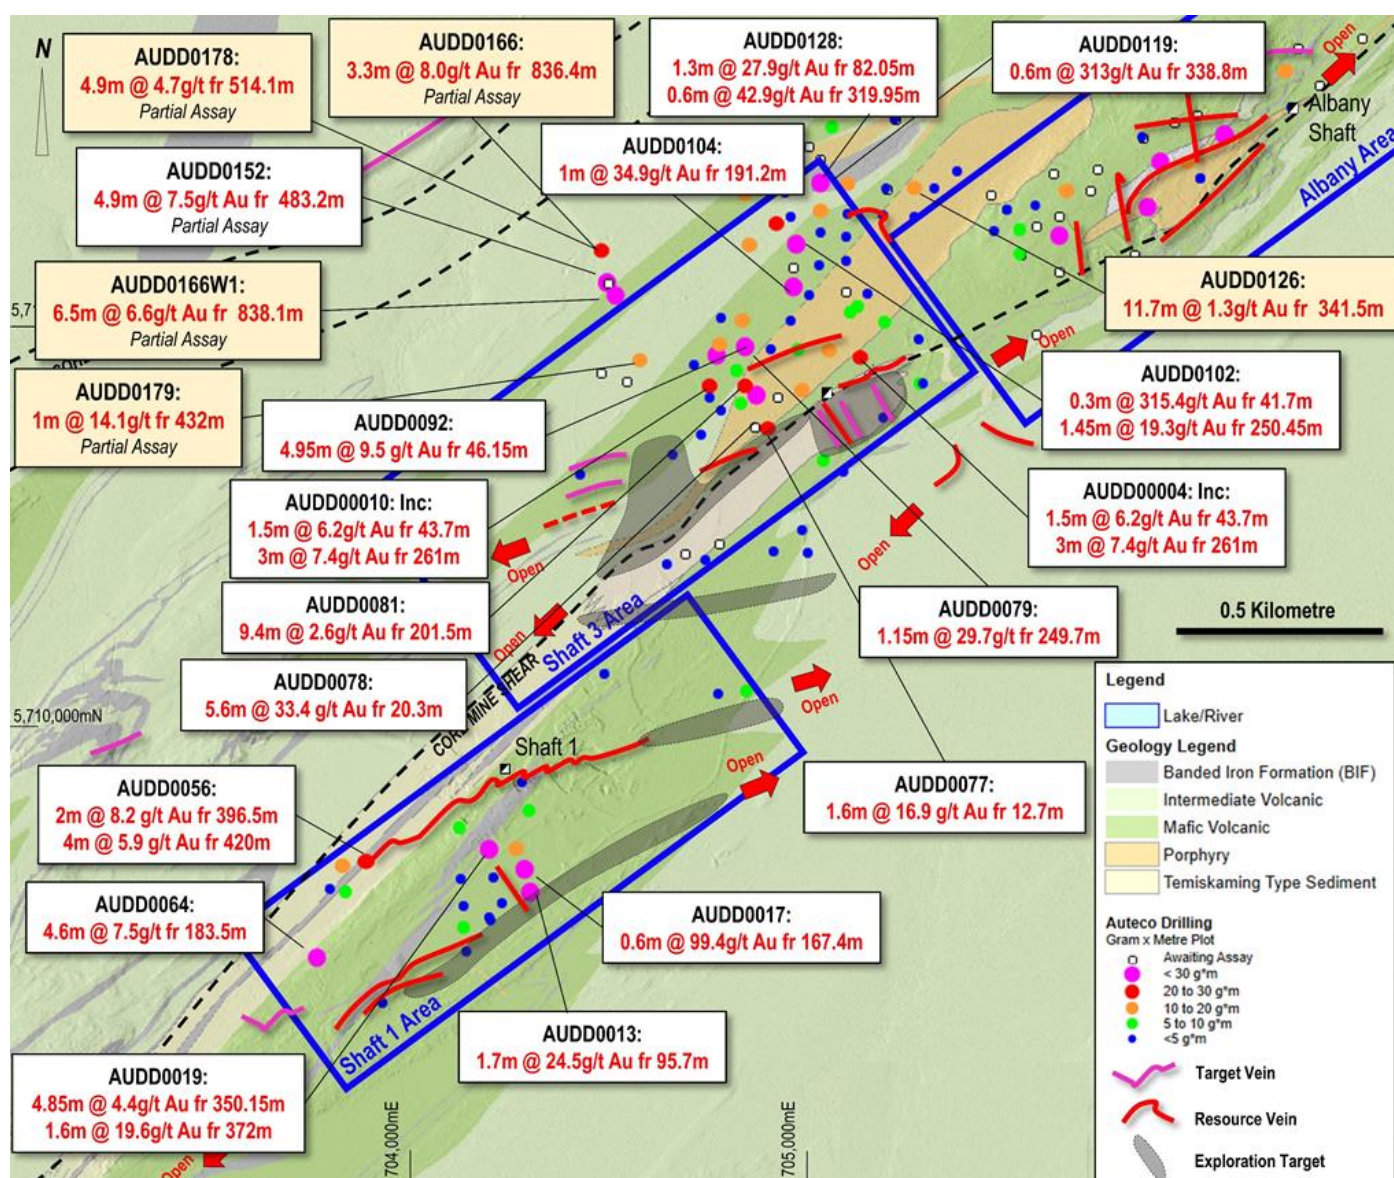 N
AUDD0178:
4.9m @ 4.7g/t fr 514.1m
Partial Assay
AUDD0166:
3.3m @ 8.0g/t Au fr 836.4m
Partial Assay
AUDD0128:
1.3m @ 27.9g/t Au fr 82.05m
0.6m @ 42.9g/t Au fr 319.95m
AUDD0119:
0.6m @ 313g/t Au fr 338.8m
Open
Albany
Shaft
Albany Area
AUDD0104:
1m @ 34.9g/t Au fr 191.2m
AUDD0152:
4.9m @ 7.5g/t Au fr 483.2m
Partial Assay
AUDD0166W1:
6.5m @ 6.6g/t Au fr 838.1m
Partial Assay
AUDD0126:
11.7m @ 1.3g/t Au fr 341.5m
Open
AUDD0179:
1m @ 14.1g/t fr 432m
Partial Assay
AUDD0102:
0.3m @ 315.4g/t Au fr 41.7m
1.45m @ 19.3g/t Au fr 250.45m
AUDD0092:
4.95m @ 9.5 g/t Au fr 46.15m
AUDD00010: Inc:
1.5m @ 6.2g/t Au fr 43.7m
3m @ 7.4g/t Au fr 261m
AUDD00004: Inc:
1.5m @ 6.2g/t Au fr 43.7m
3m @ 7.4g/t Au fr 261m
Open
Open
AUDD0081:
9.4m @ 2.6g/t Au fr 201.5m
AUDD0079:
1.15m @ 29.7g/t fr 249.7m
0.5 Kilometre
Open
Shaft 3 Area
AUDD0078:
5.6m @ 33.4 g/t Au fr 20.3m
Open
5,710,000mN
MINE SHEAR
Shaft 1
Open
AUDD0056:
2m @ 8.2 g/t Au fr 396.5m
4m @ 5.9 g/t Au fr 420m
AUDD0077:
1.6m @ 16.9 g/t Au fr 12.7m
AUDD0064:
4.6m @ 7.5g/t fr 183.5m
AUDD0017:
0.6m @ 99.4g/t Au fr 167.4m
AUDD0013:
1.7m @ 24.5g/t Au fr 95.7m
Shaft 1 Area
AUDD0019:
4.85m @ 4.4g/t Au fr 350.15m
1.6m @ 19.6g/t Au fr 372m
Open
704,000mE
705,000mE
Legend
Lake/River
Geology Legend
Banded Iron Formation (BIF)
Intermediate Volcanic
Mafic Volcanic
Porphyry
Temiskaming Type Sediment
Auteco Drilling
Gram x Metre Plot
Awaiting Assay
< 30 g*m
20 to 30 g*m
10 to 20 g*m
5 to 10 g*m
<5 g*m
Target Vein
Resource Vein
Exploration Target